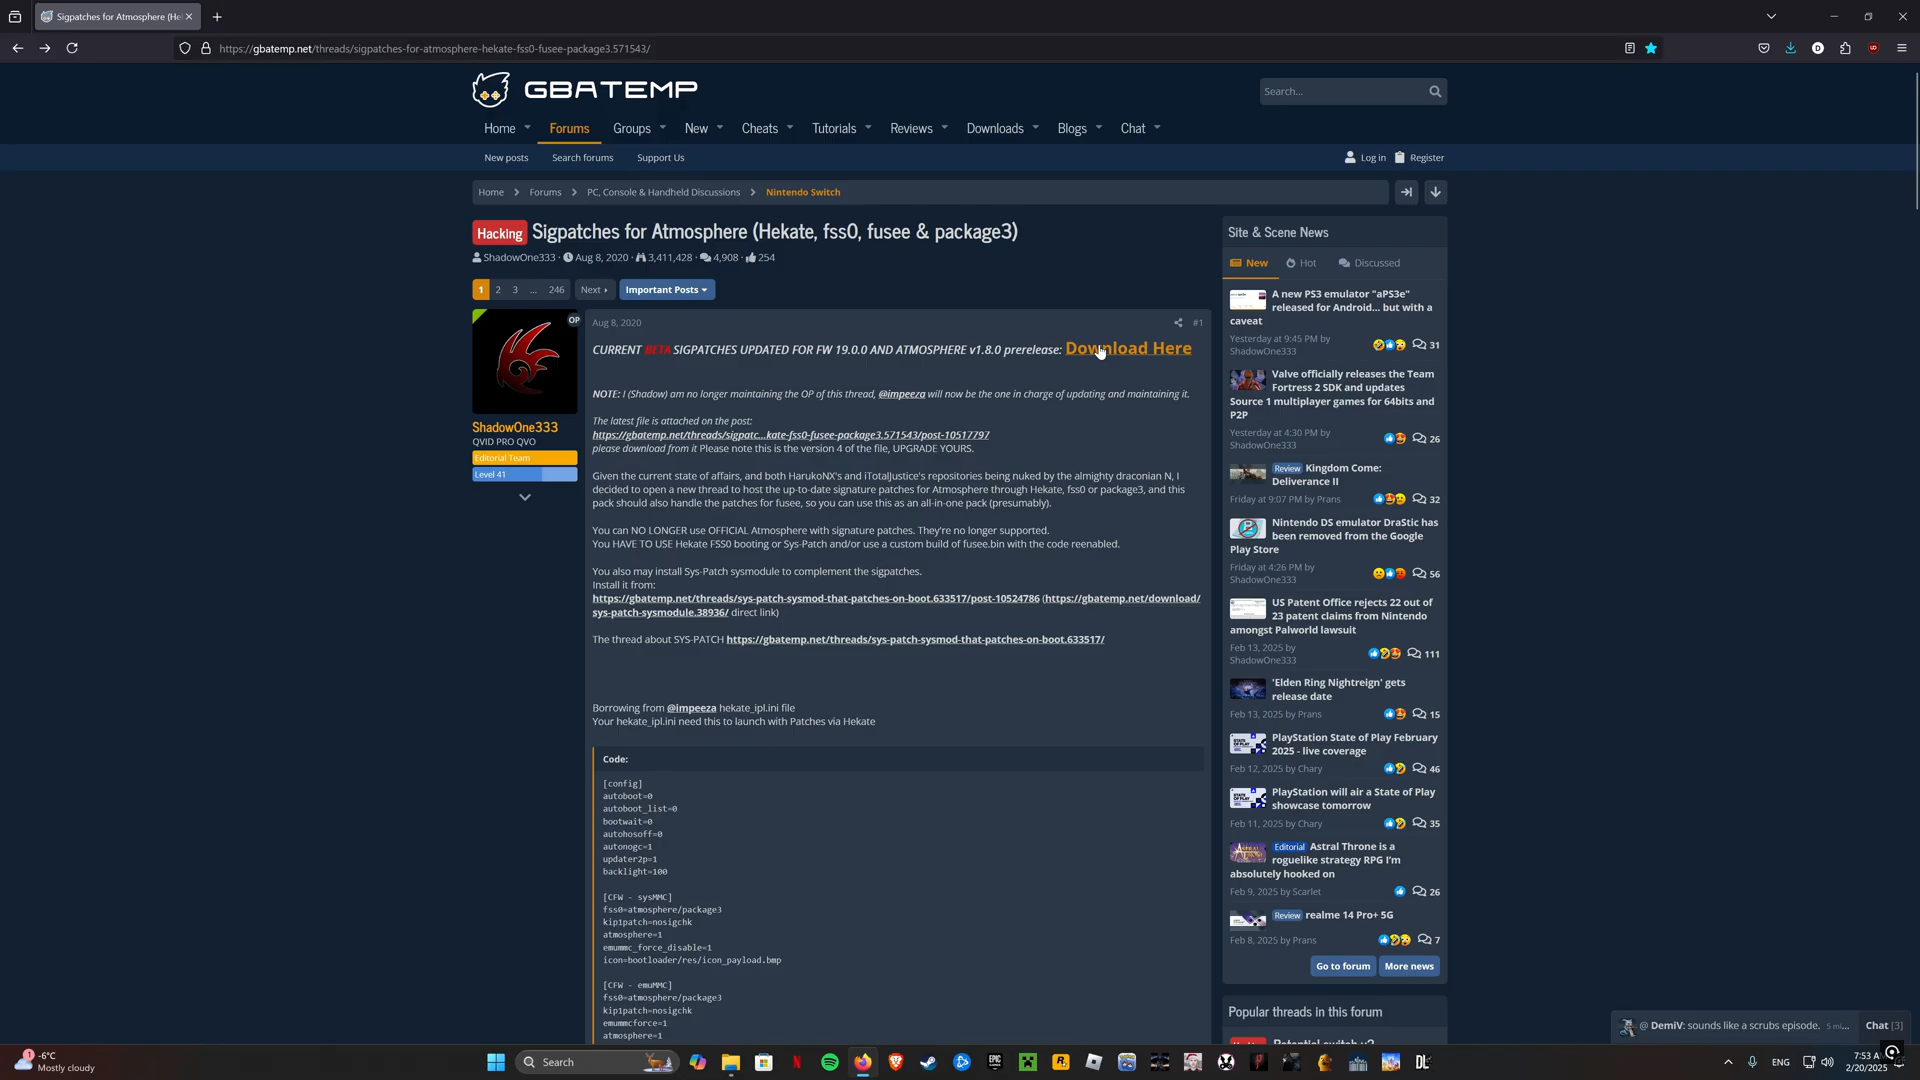 Sigpatches for Atmosphere (He
https://gbatemp.net/threads/sigpatches-for-atmosphere-hekate-fss0-fusee-package3.571543/
GBATEMP
Search...
Home Forums Groups New Cheats Tutorials Reviews Downloads Blogs Chat
New posts Search forums Support Us Log in Register
Home Forums PC, Console & Handheld Discussions Nintendo Switch
Hacking Sigpatches for Atmosphere (Hekate, fss0, fusee & package3)
ShadowOne333 Aug 8, 2020 3,411,428 4,908 254
1 2 3 ... 246 Next Important Posts
OP
ShadowOne333
QVID PRO QVO
Editorial Team
Level 41
Aug 8, 2020 #1
CURRENT BETA SIGPATCHES UPDATED FOR FW 19.0.0 AND ATMOSPHERE v1.8.0 prerelease: Download Here
NOTE: I (Shadow) am no longer maintaining the OP of this thread, @impeeza will now be the one in charge of updating and maintaining it.
The latest file is attached on the post:
https://gbatemp.net/threads/sigpatc...kate-fss0-fusee-package3.571543/post-10517797
please download from it Please note this is the version 4 of the file, UPGRADE YOURS.
Given the current state of affairs, and both HarukoNX's and iTotalJustice's repositories being nuked by the almighty draconian N, I
decided to open a new thread to host the up-to-date signature patches for Atmosphere through Hekate, fss0 or package3, and this
pack should also handle the patches for fusee, so you can use this as an all-in-one pack (presumably).
You can NO LONGER use OFFICIAL Atmosphere with signature patches. They're no longer supported.
You HAVE TO USE Hekate FSS0 booting or Sys-Patch and/or use a custom build of fusee.bin with the code reenabled.
You also may install Sys-Patch sysmodule to complement the sigpatches.
Install it from:
https://gbatemp.net/threads/sys-patch-sysmod-that-patches-on-boot.633517/post-10524786 (https://gbatemp.net/download/
sys-patch-sysmodule.38936/ direct link)
The thread about SYS-PATCH https://gbatemp.net/threads/sys-patch-sysmod-that-patches-on-boot.633517/
Borrowing from @impeeza hekate_ipl.ini file
Your hekate_ipl.ini need this to launch with Patches via Hekate
Code:
[config]
autoboot=0
autoboot_list=0
bootwait=0
autohosoff=0
autonogc=1
updater2p=1
backlight=100
[CFW - sysMMC]
fss0=atmosphere/package3
kip1patch=nosigchk
atmosphere=1
emummc_force_disable=1
icon=bootloader/res/icon_payload.bmp
[CFW - emuMMC]
fss0=atmosphere/package3
kip1patch=nosigchk
emummcforce=1
atmosphere=1
Site & Scene News
New Hot Discussed
A new PS3 emulator "aPS3e"
released for Android... but with a
caveat
Yesterday at 9:45 PM by
ShadowOne333 31
Valve officially releases the Team
Fortress 2 SDK and updates
Source 1 multiplayer games for 64bits and
P2P
Yesterday at 4:30 PM by
ShadowOne333 26
Review Kingdom Come:
Deliverance II
Friday at 9:07 PM by Prans 32
Nintendo DS emulator DraStic has
been removed from the Google
Play Store
Friday at 4:26 PM by
ShadowOne333 56
US Patent Office rejects 22 out of
23 patent claims from Nintendo
amongst Palworld lawsuit
Feb 13, 2025 by
ShadowOne333 111
'Elden Ring Nightreign' gets
release date
Feb 13, 2025 by Prans 15
PlayStation State of Play February
2025 - live coverage
Feb 12, 2025 by Chary 46
PlayStation will air a State of Play
showcase tomorrow
Feb 11, 2025 by Chary 35
Editorial Astral Throne is a
roguelike strategy RPG I'm
absolutely hooked on
Feb 9, 2025 by Scarlet 26
Review realme 14 Pro+ 5G
Feb 8, 2025 by Prans 7
Go to forum More news
Popular threads in this forum
@ DemiV: sounds like a scrubs episode. 5 mi... Chat [3]
1
-6°C
Mostly cloudy
Search
ENG
7:53 A
2/20/2025